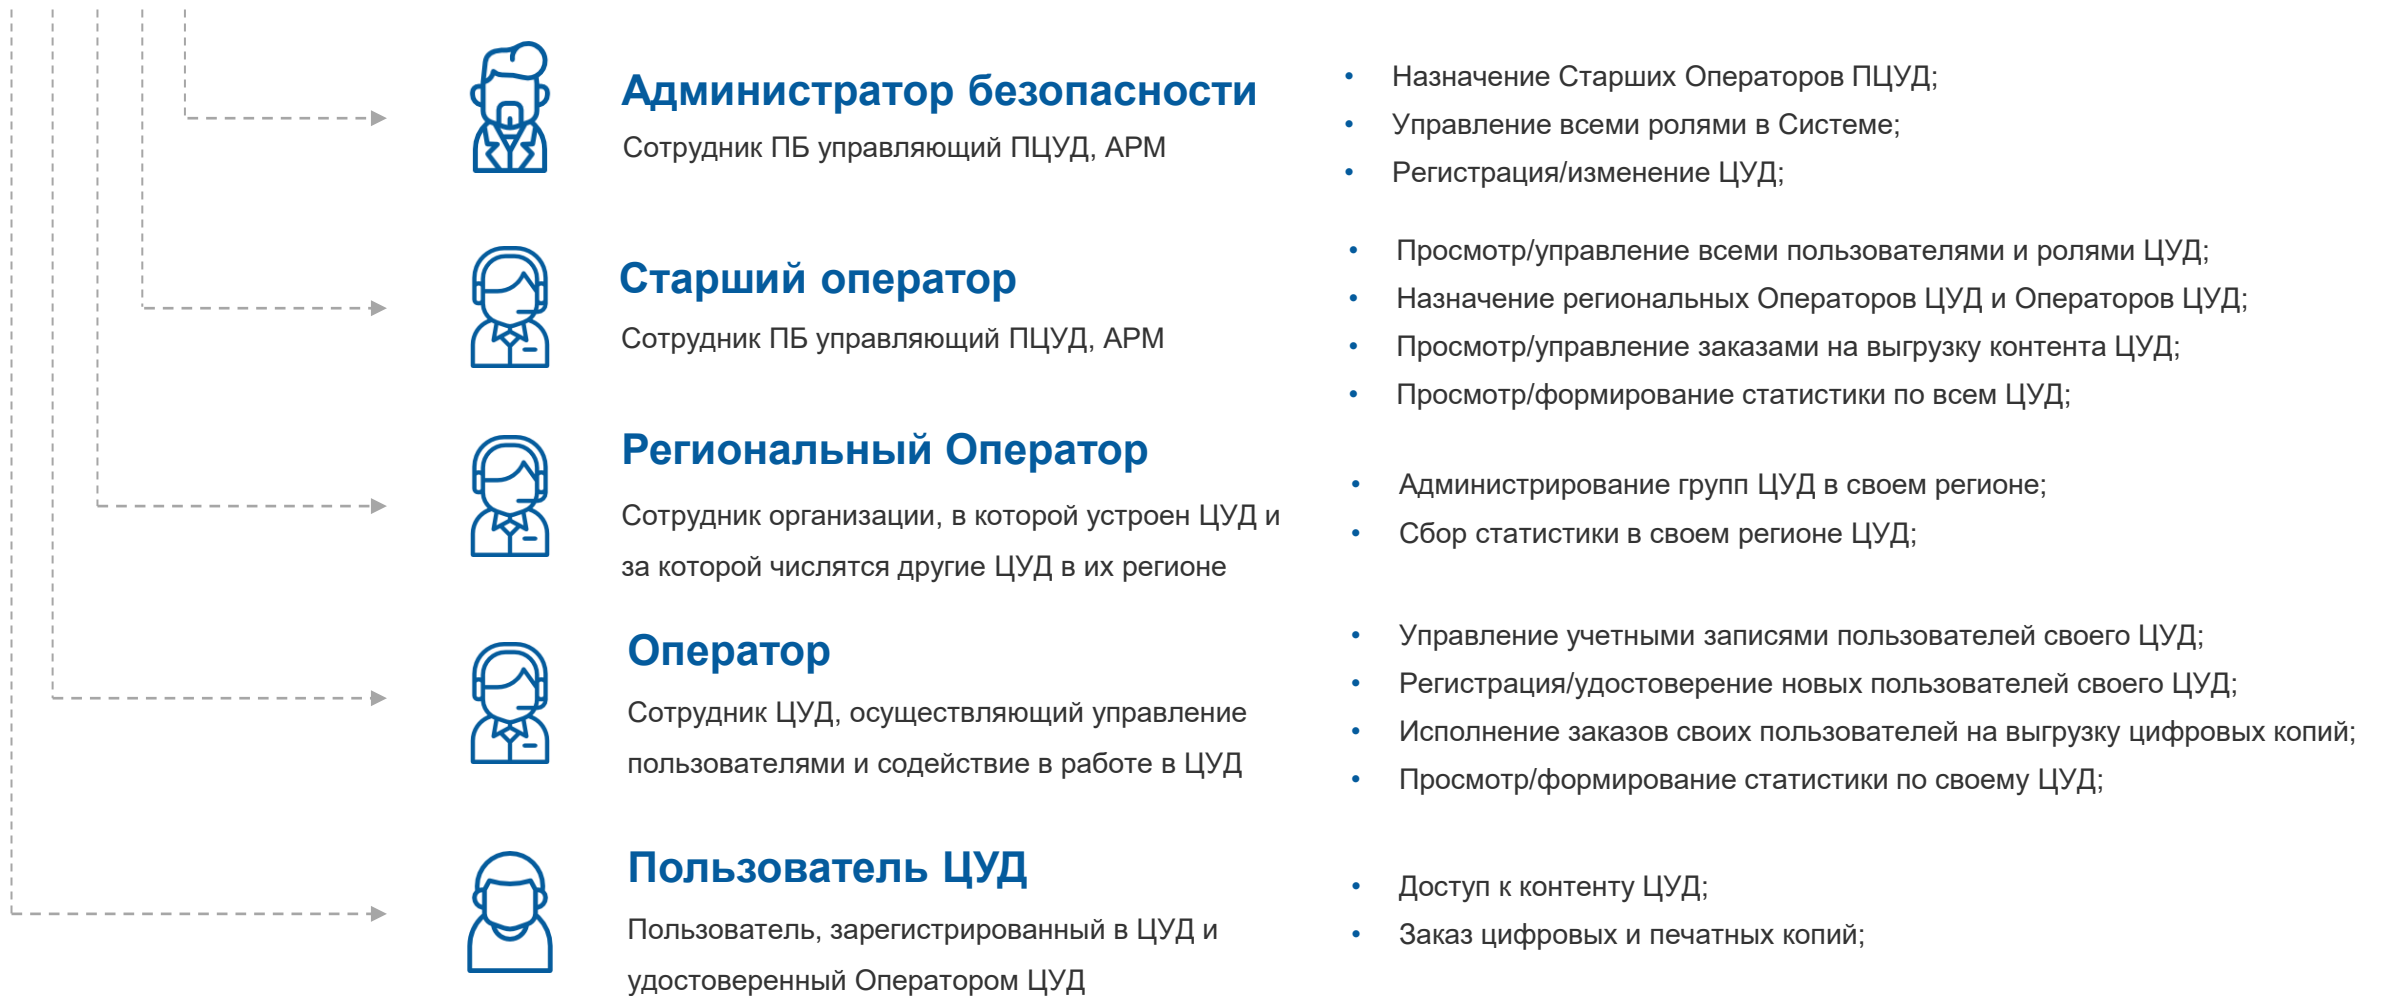 Администратор безопасности
Сотрудник ПБ управляющий ПЦУД, АРМ
• Назначение Старших Операторов ПЦУД;
• Управление всеми ролями в Системе;
• Регистрация/изменение ЦУД;
Старший оператор
Сотрудник ПБ управляющий ПЦУД, АРМ
• Просмотр/управление всеми пользователями и ролями ЦУД;
• Назначение региональных Операторов ЦУД и Операторов ЦУД;
• Просмотр/управление заказами на выгрузку контента ЦУД;
• Просмотр/формирование статистики по всем ЦУД;
Региональный Оператор
Сотрудник организации, в которой устроен ЦУД и
за которой числятся другие ЦУД в их регионе
• Администрирование групп ЦУД в своем регионе;
• Сбор статистики в своем регионе ЦУД;
Оператор
Сотрудник ЦУД, осуществляющий управление
пользователями и содействие в работе в ЦУД
• Управление учетными записями пользователей своего ЦУД;
• Регистрация/удостоверение новых пользователей своего ЦУД;
• Исполнение заказов своих пользователей на выгрузку цифровых копий;
• Просмотр/формирование статистики по своему ЦУД;
Пользователь ЦУД
Пользователь, зарегистрированный в ЦУД и
удостоверенный Оператором ЦУД
• Доступ к контенту ЦУД;
• Заказ цифровых и печатных копий;